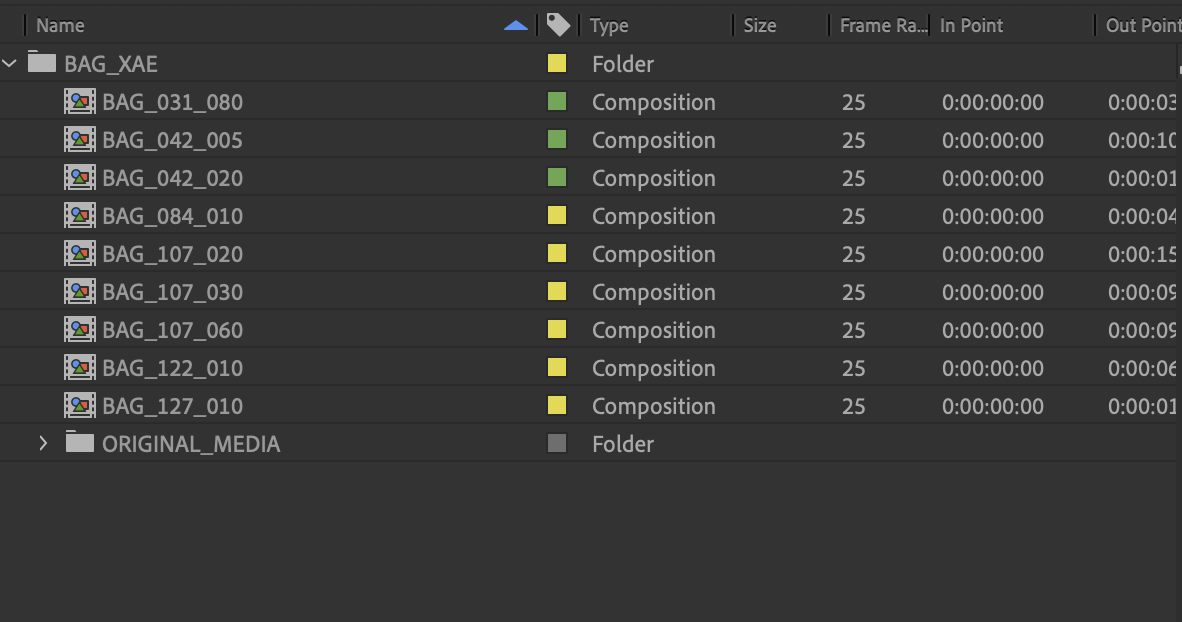 Name Type Size Frame Ra... In Point Out Point
BAG_XAE Folder
BAG_031_080 Composition 25 0:00:00:00 0:00:03
BAG_042_005 Composition 25 0:00:00:00 0:00:10
BAG_042_020 Composition 25 0:00:00:00 0:00:01
BAG_084_010 Composition 25 0:00:00:00 0:00:04
BAG_107_020 Composition 25 0:00:00:00 0:00:15
BAG_107_030 Composition 25 0:00:00:00 0:00:09
BAG_107_060 Composition 25 0:00:00:00 0:00:09
BAG_122_010 Composition 25 0:00:00:00 0:00:06
BAG_127_010 Composition 25 0:00:00:00 0:00:01
ORIGINAL_MEDIA Folder